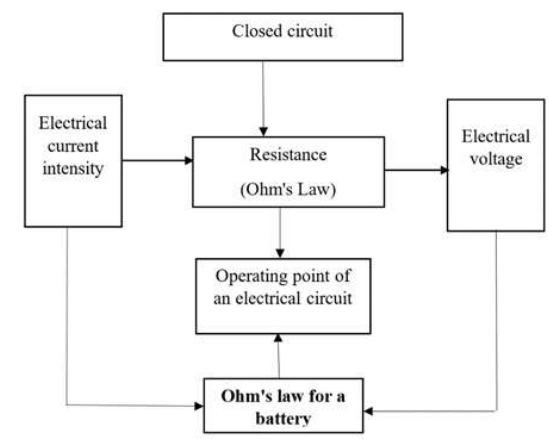 Closed circuit
Electrical
current
intensity
Resistance
(Ohm's Law)
Electrical
voltage
Operating point of
an electrical circuit
Ohm's law for a
battery